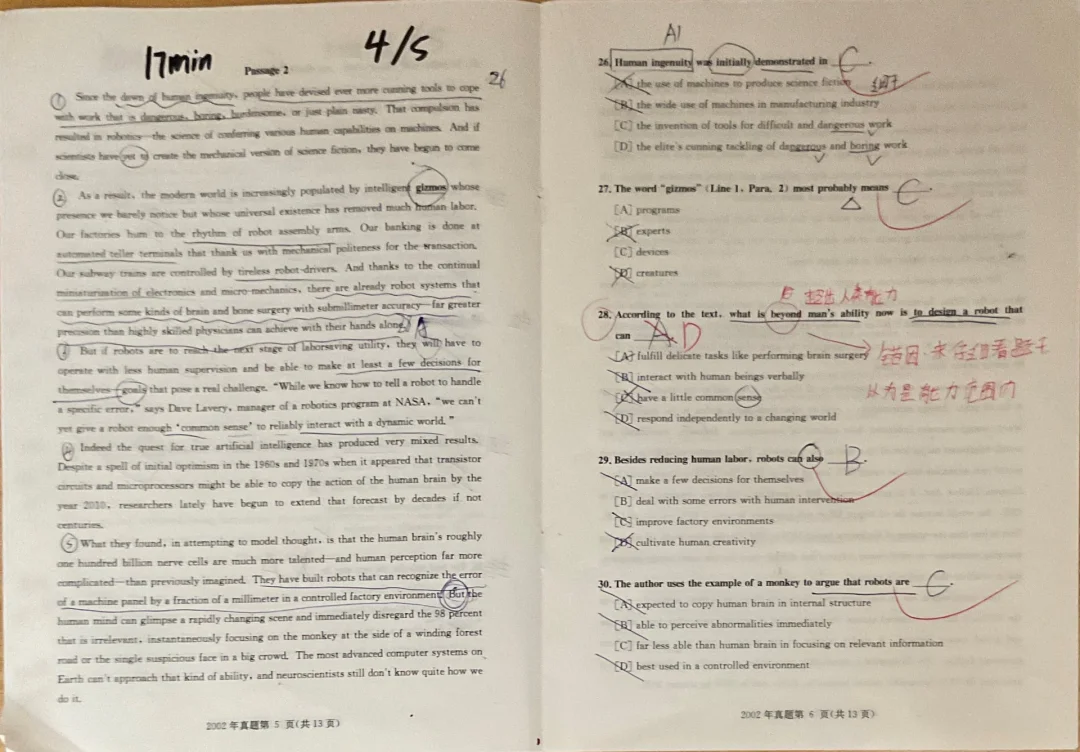 17min
4/5
Passage 2
26
① Since the dawn of human ingenuity, people have devised ever more cunning tools to cope
with work that is dangerous, boring, burdensome, or just plain nasty. That compulsion has
resulted in robotics—the science of conferring various human capabilities on machines. And if
scientists have yet to create the mechanical version of science fiction, they have begun to come
close.
② As a result, the modern world is increasingly populated by intelligent gizmos whose
presence we barely notice but whose universal existence has removed much human labor.
Our factories hum to the rhythm of robot assembly arms. Our banking is done at
automated teller terminals that thank us with mechanical politeness for the transaction.
Our subway trains are controlled by tireless robot-drivers. And thanks to the continual
miniaturization of electronics and micro-mechanics, there are already robot systems that
can perform some kinds of brain and bone surgery with submillimeter accuracy—far greater
precision than highly skilled physicians can achieve with their hands alone. A
③ But if robots are to reach the next stage of laborsaving utility, they will have to
operate with less human supervision and be able to make at least a few decisions for
themselves—goals that pose a real challenge. “While we know how to tell a robot to handle
a specific error,” says Dave Lavery, manager of a robotics program at NASA, “we can't
yet give a robot enough ‘common sense’ to reliably interact with a dynamic world.”
④ Indeed the quest for true artificial intelligence has produced very mixed results.
Despite a spell of initial optimism in the 1960s and 1970s when it appeared that transistor
circuits and microprocessors might be able to copy the action of the human brain by the
year 2010, researchers lately have begun to extend that forecast by decades if not
centuries.
⑤ What they found, in attempting to model thought, is that the human brain's roughly
one hundred billion nerve cells are much more talented—and human perception far more
complicated—than previously imagined. They have built robots that can recognize the error
of a machine panel by a fraction of a millimeter in a controlled factory environment. But the
human mind can glimpse a rapidly changing scene and immediately disregard the 98 percent
that is irrelevant, instantaneously focusing on the monkey at the side of a winding forest
road or the single suspicious face in a big crowd. The most advanced computer systems on
Earth can't approach that kind of ability, and neuroscientists still don't know quite how we
do it.
2002 年真题第 5 页(共13页)
26. Human ingenuity was initially demonstrated in C.
[A] the use of machines to produce science fiction
[B] the wide use of machines in manufacturing industry
[C] the invention of tools for difficult and dangerous work
[D] the elite's cunning tackling of dangerous and boring work
27. The word “gizmos” (Line 1, Para. 2) most probably means C.
[A] programs
[B] experts
[C] devices
[D] creatures
超出人类能力
28. According to the text, what is beyond man's ability now is to design a robot that
can A D
[A] fulfill delicate tasks like performing brain surgery
[B] interact with human beings verbally
[C] have a little common sense
[D] respond independently to a changing world
错因:未仔细看题干
以为是能力范围内
29. Besides reducing human labor, robots can also B.
[A] make a few decisions for themselves
[B] deal with some errors with human intervention
[C] improve factory environments
[D] cultivate human creativity
30. The author uses the example of a monkey to argue that robots are C.
[A] expected to copy human brain in internal structure
[B] able to perceive abnormalities immediately
[C] far less able than human brain in focusing on relevant information
[D] best used in a controlled environment
2002 年真题第 6 页(共13页)